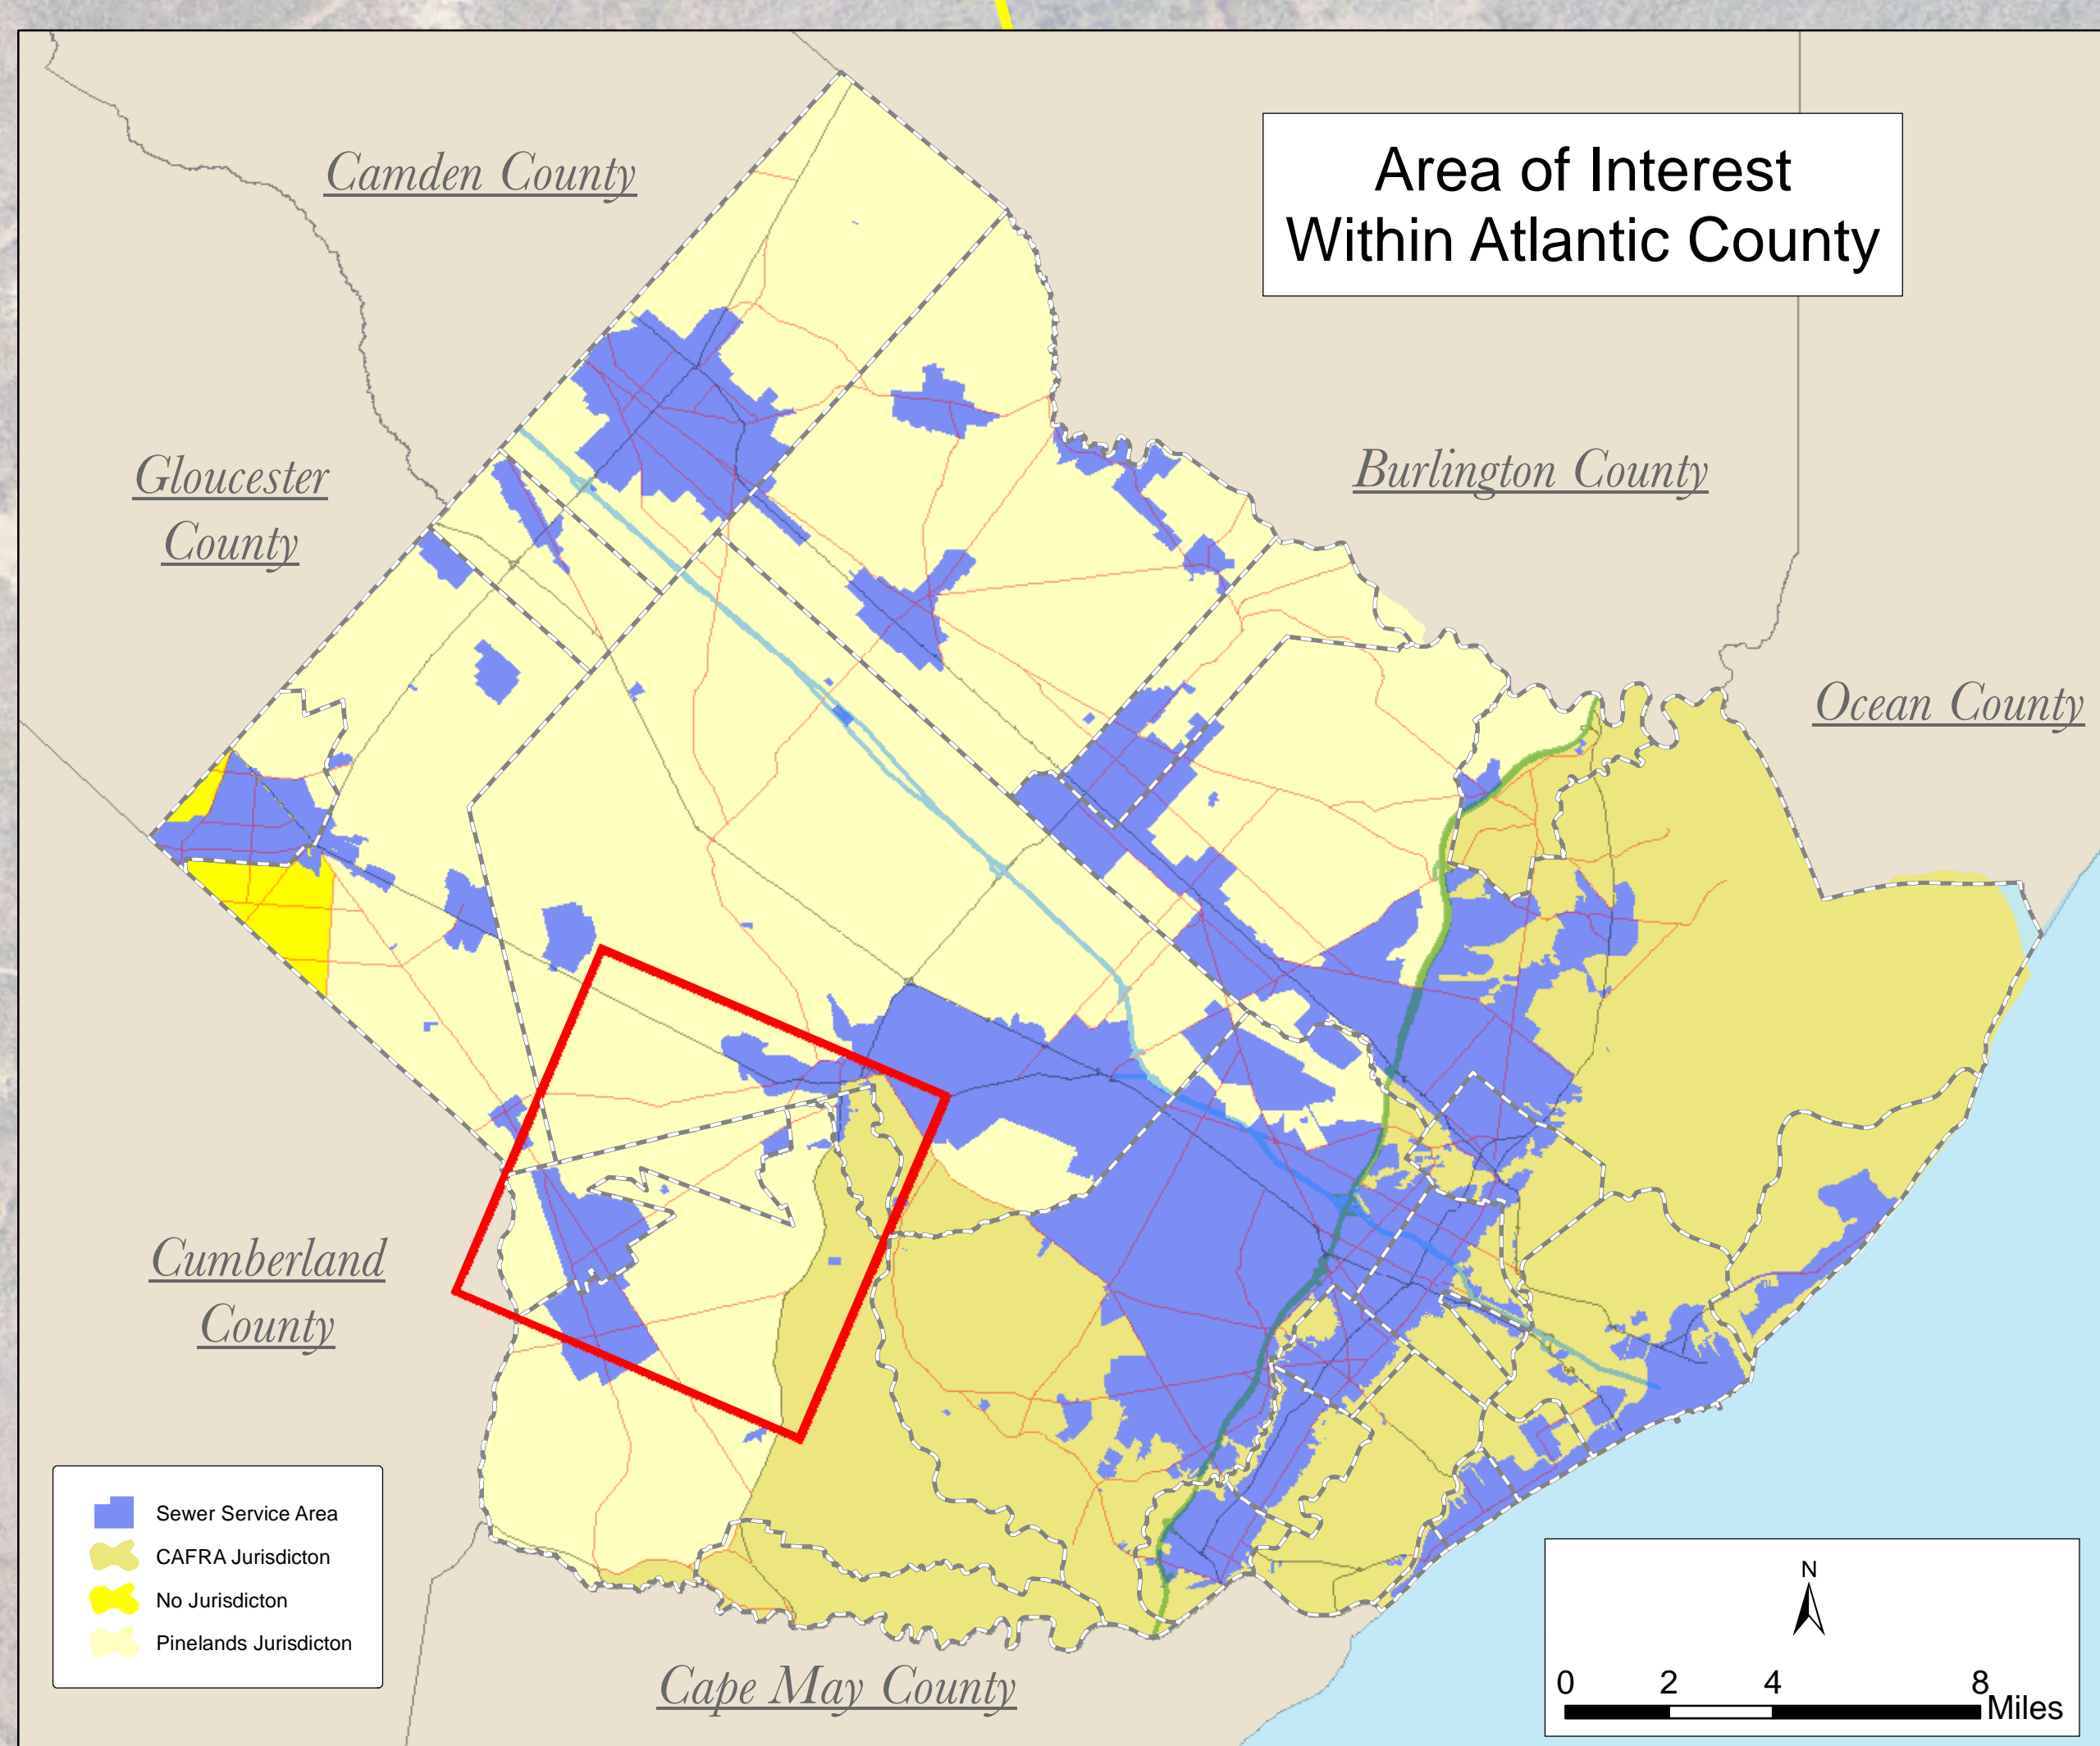 Area of Interest
Within Atlantic County
Camden County
Gloucester
County
Burlington County
Ocean County
Cumberland
County
Cape May County
Sewer Service Area
CAFRA Jurisdicton
No Jurisdicton
Pinelands Jurisdicton
N
0 2 4 8
Miles